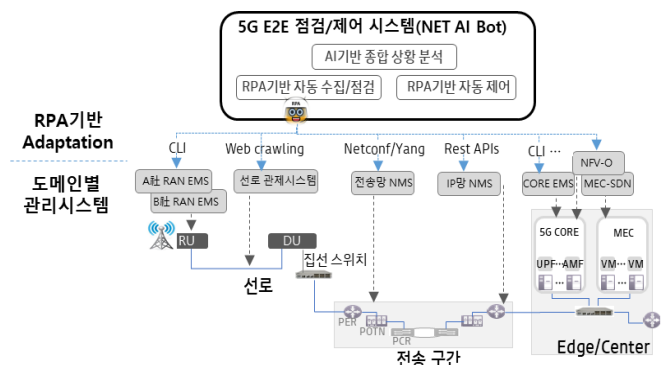 5G E2E 점검/제어 시스템(NET AI Bot)
AI기반 종합 상황 분석
RPA기반 자동 수집/점검
RPA기반 자동 제어
RPA
RPA기반
Adaptation
CLI
Web crawling
Netconf/Yang
Rest APIs
CLI ···
도메인별
관리시스템
A社 RAN EMS
B社 RAN EMS
선로 관제시스템
전송망 NMS
IP망 NMS
CORE EMS
NFV-O
MEC-SDN
RU
DU
선로
집선 스위치
5G CORE
UPF···AMF
···
MEC
VM··· VM
···
PER
POTN
PCR
전송 구간
Edge/Center